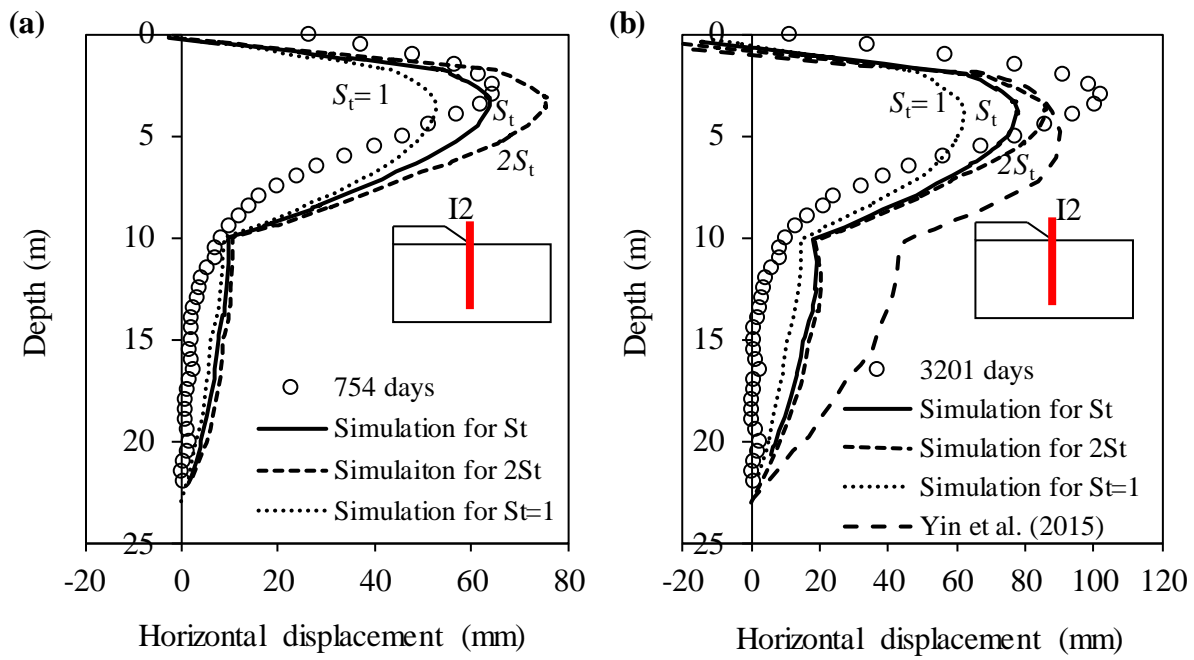 (a)
0
5
10
15
20
25
Depth (m)
-20 0 20 40 60 80
Horizontal displacement (mm)
St= 1
St
2St
I2
754 days
Simulation for St
Simulaiton for 2St
Simulation for St=1
(b)
0
5
10
15
20
25
Depth (m)
-20 0 20 40 60 80 100 120
Horizontal displacement (mm)
St= 1
St
2St
I2
3201 days
Simulation for St
Simulation for 2St
Simulation for St=1
Yin et al. (2015)